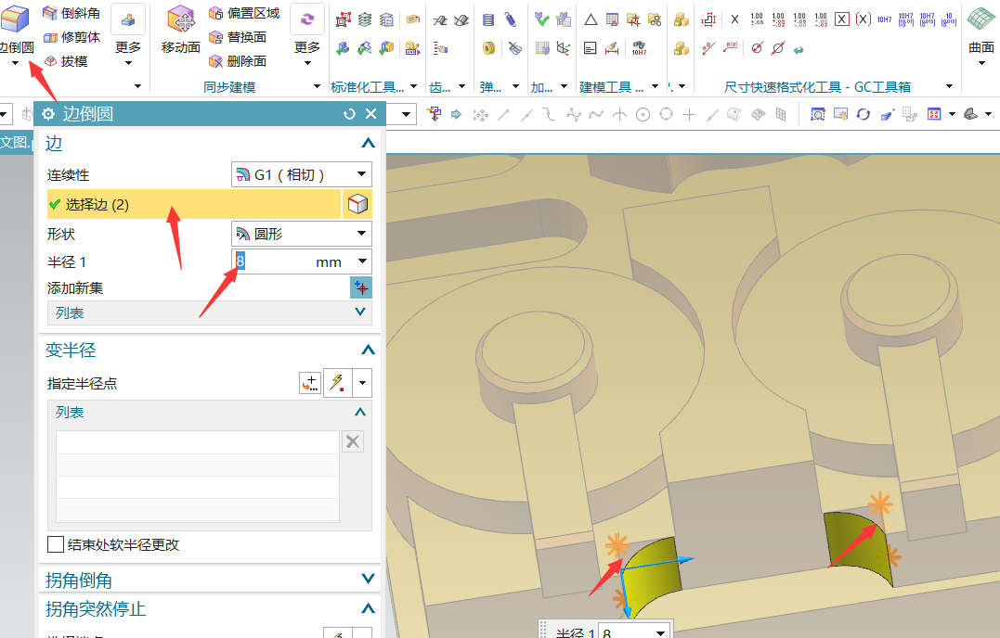 倒斜角
边倒圆
修剪体
拔模
更多
移动面
偏置区域
替换面
删除面
更多
同步建模
标准化工具...
齿...
弹...
加...
建模工具 ...
尺寸快速格式化工具 - GC工具箱
曲面
边倒圆
文图.
边
连续性
G1 ( 相切 )
选择边 (2)
形状
圆形
半径 1
8
mm
添加新集
列表
变半径
指定半径点
列表
结束处软半径更改
拐角倒角
拐角突然停止
半径 1
8